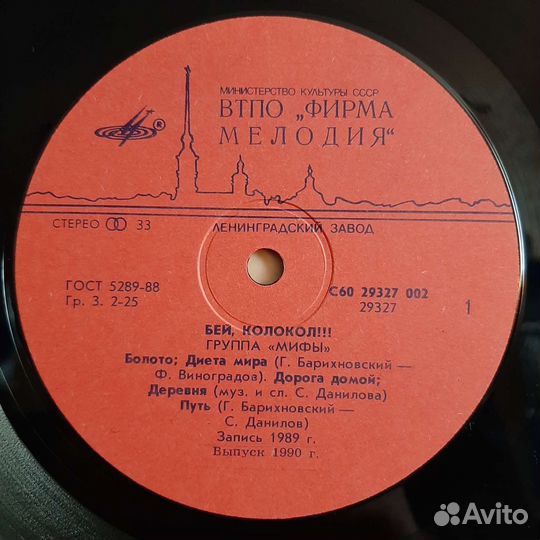 МИНИСТЕРСТВО КУЛЬТУРЫ СССР
ВТПО „ФИРМА
МЕЛОДИЯ“
®
СТЕРЕО 33
ЛЕНИНГРАДСКИЙ ЗАВОД
ГОСТ 5289-88
Гр. 3. 2-25
С60 29327 002
29327
1
БЕЙ, КОЛОКОЛ!!!
ГРУППА «МИФЫ»
Болото; Диета мира (Г. Барихновский —
Ф. Виноградов). Дорога домой;
Деревня (муз. и сл. С. Данилова)
Путь (Г. Барихновский —
С. Данилов)
Запись 1989 г.
Выпуск 1990 г.
Avito